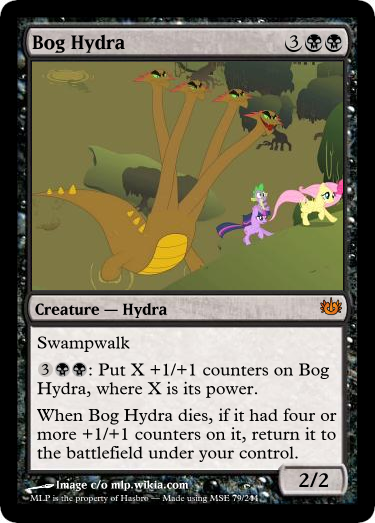 Bog Hydra 3
Creature — Hydra
Swampwalk
3: Put X +1/+1 counters on Bog
Hydra, where X is its power.
When Bog Hydra dies, if it had four or
more +1/+1 counters on it, return it to
the battlefield under your control.
2/2
Image c/o mlp.wikia.com
MLP is the property of Hasbro — Made using MSE 79/244